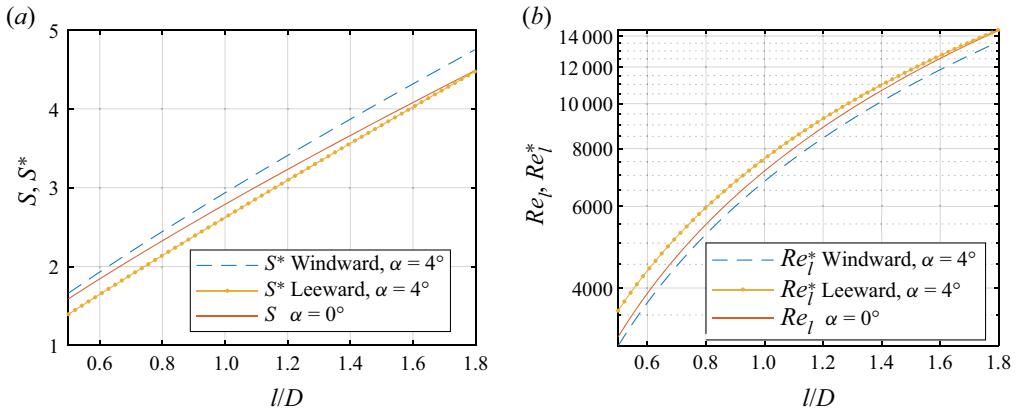 (a)
5
4
3
2
1
S, S*
S* Windward, α = 4°
S* Leeward, α = 4°
S α = 0°
0.6 0.8 1.0 1.2 1.4 1.6 1.8
l/D
(b)
14 000
12 000
10 000
8000
6000
4000
Re_l, Re_l^*
Re_l^* Windward, α = 4°
Re_l^* Leeward, α = 4°
Re_l α = 0°
0.6 0.8 1.0 1.2 1.4 1.6 1.8
l/D